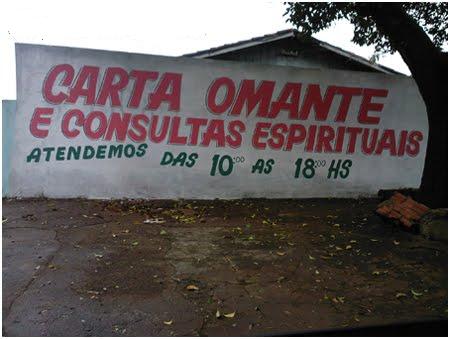 CARTA OMANTE
E CONSULTAS ESPIRITUAIS
ATENDEMOS DAS 10:00 AS 18:00 HS